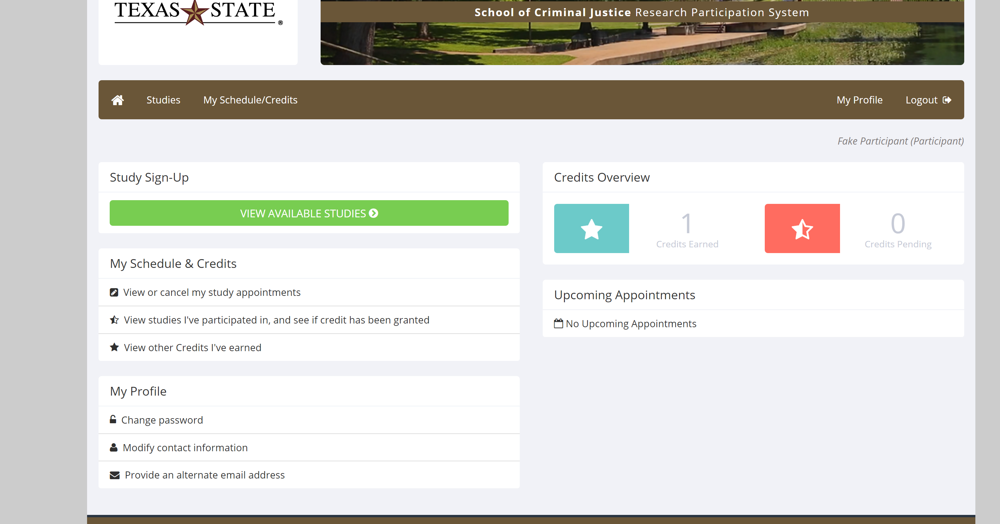 TEXAS STATE ®
School of Criminal Justice Research Participation System
Studies
My Schedule/Credits
My Profile
Logout
Fake Participant (Participant)
Study Sign-Up
VIEW AVAILABLE STUDIES
My Schedule & Credits
View or cancel my study appointments
View studies I've participated in, and see if credit has been granted
View other Credits I've earned
My Profile
Change password
Modify contact information
Provide an alternate email address
Credits Overview
1
Credits Earned
0
Credits Pending
Upcoming Appointments
No Upcoming Appointments